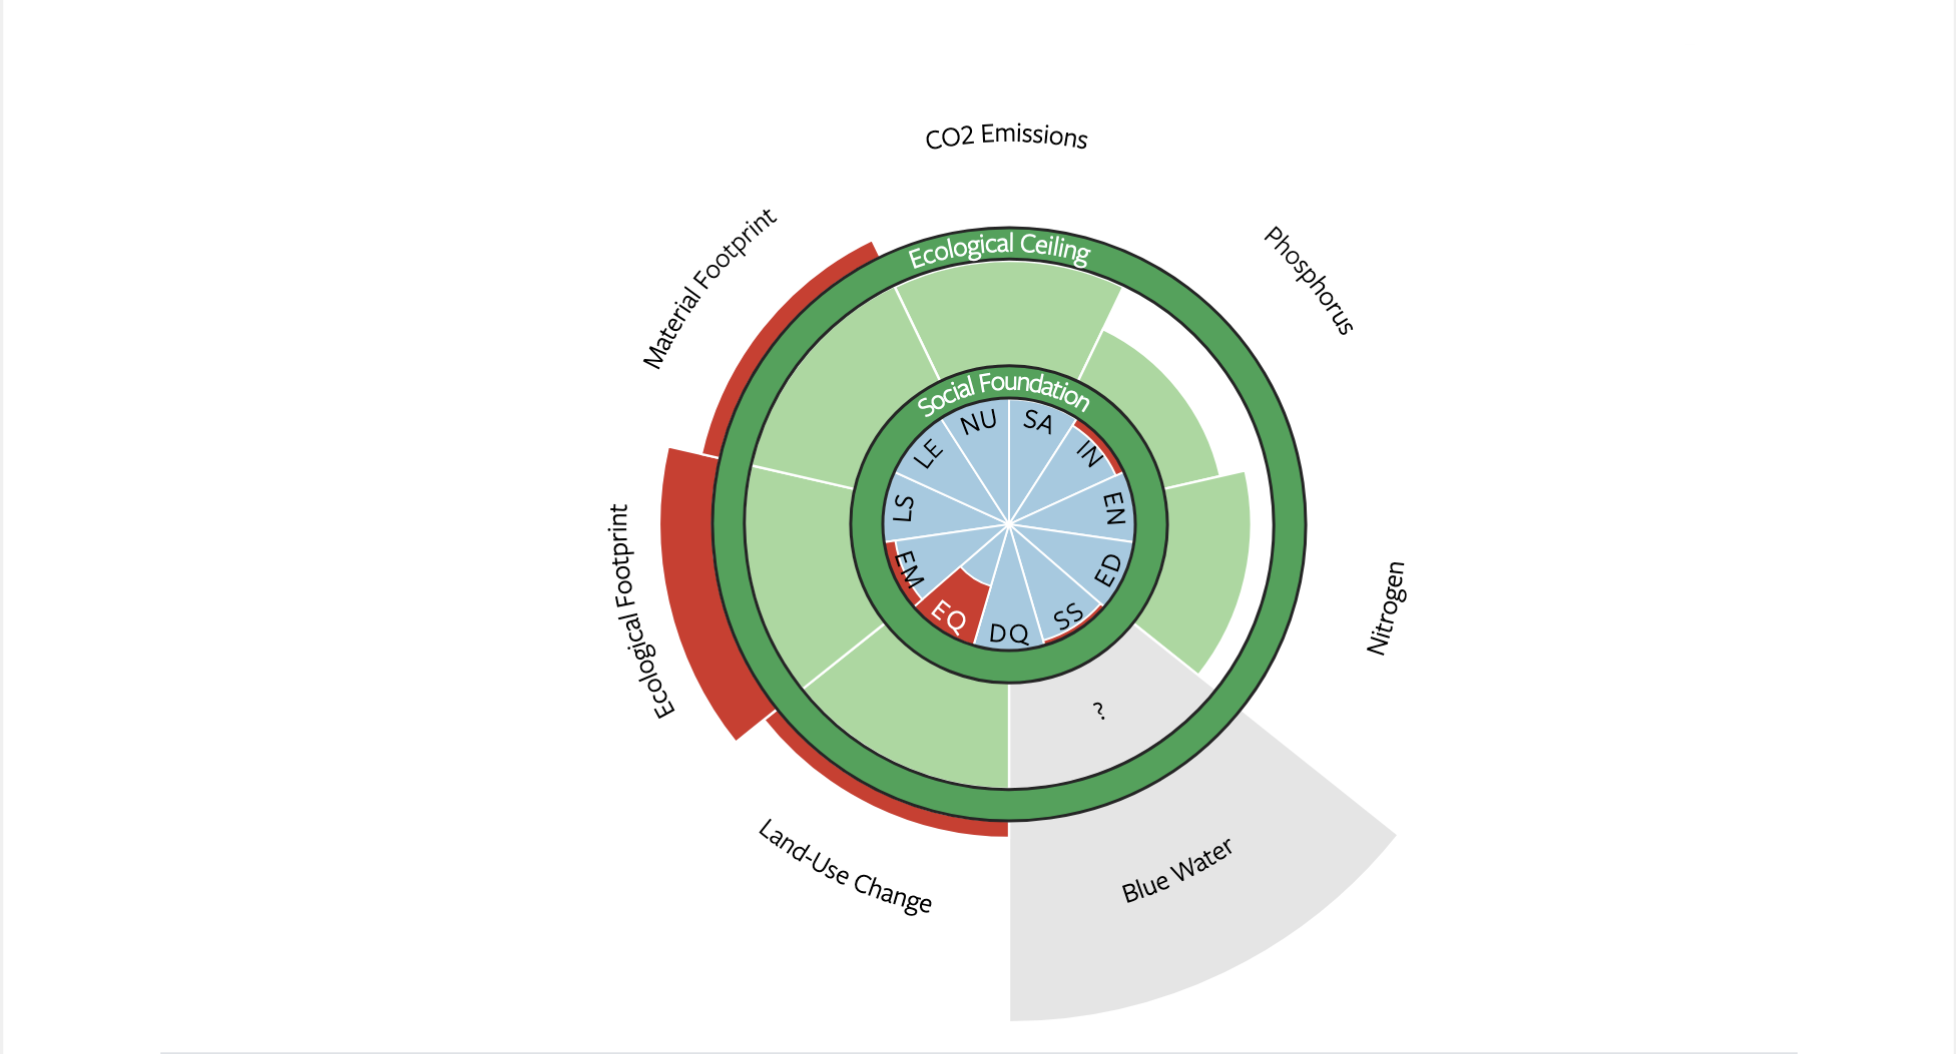 CO2 Emissions
Phosphorus
Nitrogen
Blue Water
Land-Use Change
Ecological Footprint
Material Footprint
Ecological Ceiling
Social Foundation
SA
IN
EN
ED
SS
DQ
EQ
EM
LS
LE
NU
?